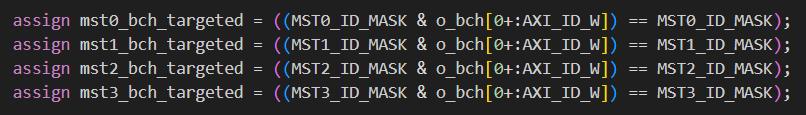 assign mst0_bch_targeted = ((MST0_ID_MASK & o_bch[0+:AXI_ID_W]) == MST0_ID_MASK);
assign mst1_bch_targeted = ((MST1_ID_MASK & o_bch[0+:AXI_ID_W]) == MST1_ID_MASK);
assign mst2_bch_targeted = ((MST2_ID_MASK & o_bch[0+:AXI_ID_W]) == MST2_ID_MASK);
assign mst3_bch_targeted = ((MST3_ID_MASK & o_bch[0+:AXI_ID_W]) == MST3_ID_MASK);